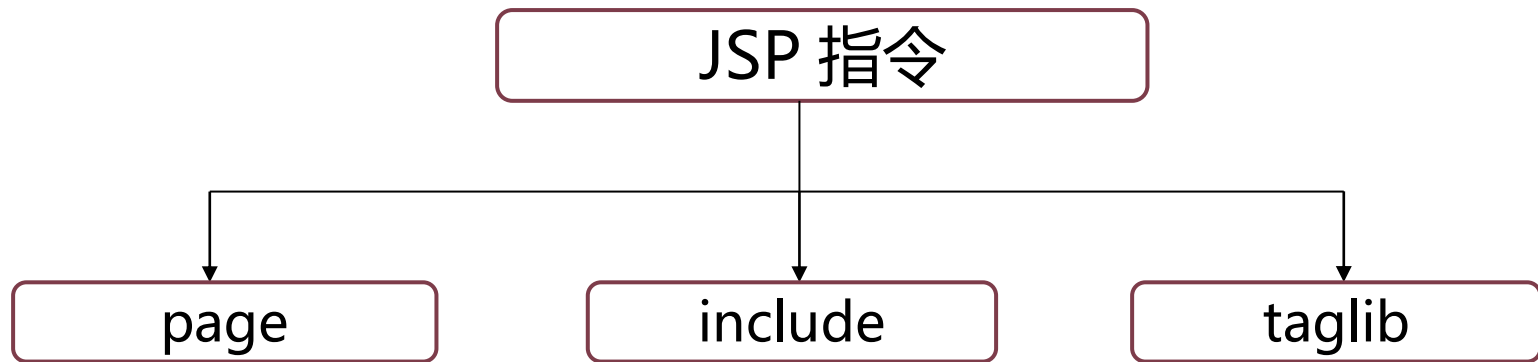 JSP 指令
page
include
taglib